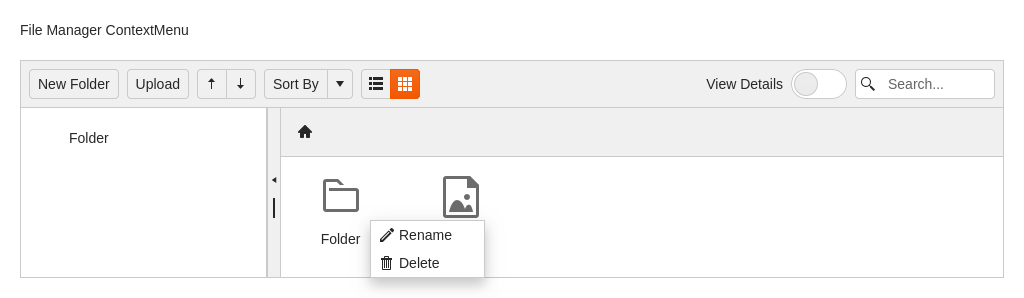 File Manager ContextMenu
New Folder Upload Sort By View Details Search...
Folder
Folder
Rename
Delete